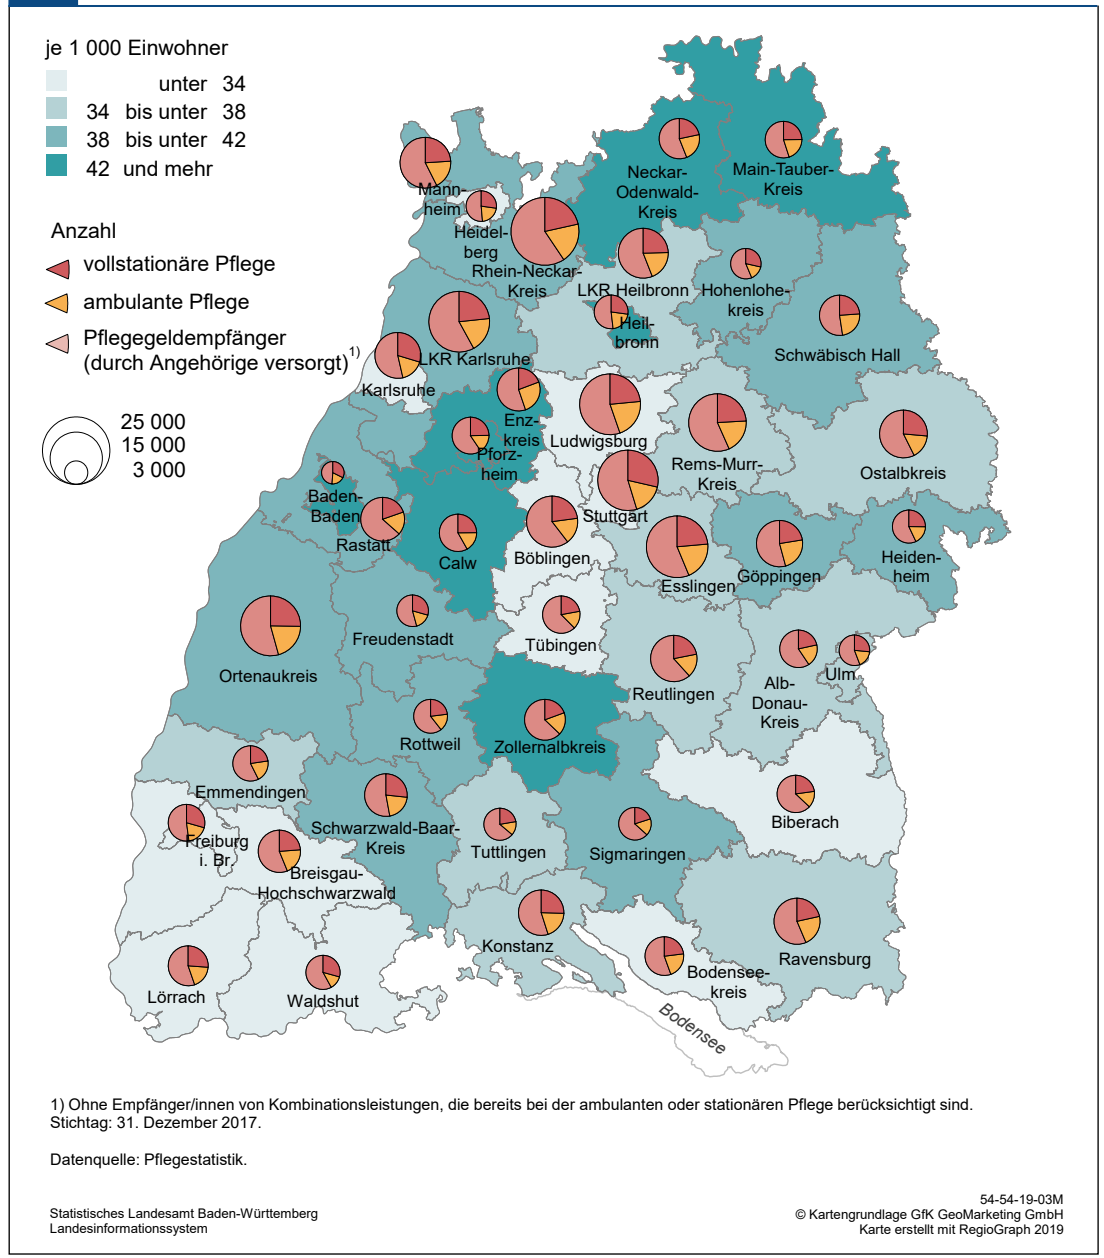 je 1 000 Einwohner
unter 34
34 bis unter 38
38 bis unter 42
42 und mehr
Anzahl
vollstationäre Pflege
ambulante Pflege
Pflegegeldempfänger
(durch Angehörige versorgt)1)
25 000
15 000
3 000
Mann-
heim
Heidel-
berg
Rhein-Neckar-
Kreis
Neckar-
Odenwald-
Kreis
Main-Tauber-
Kreis
LKR Heilbronn
Heil-
bronn
Hohenlohe-
kreis
Schwäbisch Hall
LKR Karlsruhe
Karlsruhe
Enz-
kreis
Pforz-
heim
Ludwigsburg
Rems-Murr-
Kreis
Ostalbkreis
Baden-
Baden
Rastatt
Calw
Böblingen
Stuttgart
Esslingen
Göppingen
Heiden-
heim
Freudenstadt
Tübingen
Ortenaukreis
Reutlingen
Alb-
Donau-
Kreis
Ulm
Rottweil
Zollernalbkreis
Emmendingen
Schwarzwald-Baar-
Kreis
Tuttlingen
Sigmaringen
Biberach
Freiburg
i. Br.
Breisgau-
Hochschwarzwald
Konstanz
Bodensee-
kreis
Ravensburg
Lörrach
Waldshut
Bodensee
1) Ohne Empfänger/innen von Kombinationsleistungen, die bereits bei der ambulanten oder stationären Pflege berücksichtigt sind.
Stichtag: 31. Dezember 2017.
Datenquelle: Pflegestatistik.
Statistisches Landesamt Baden-Württemberg
Landesinformationssystem
54-54-19-03M
© Kartengrundlage GfK GeoMarketing GmbH
Karte erstellt mit RegioGraph 2019